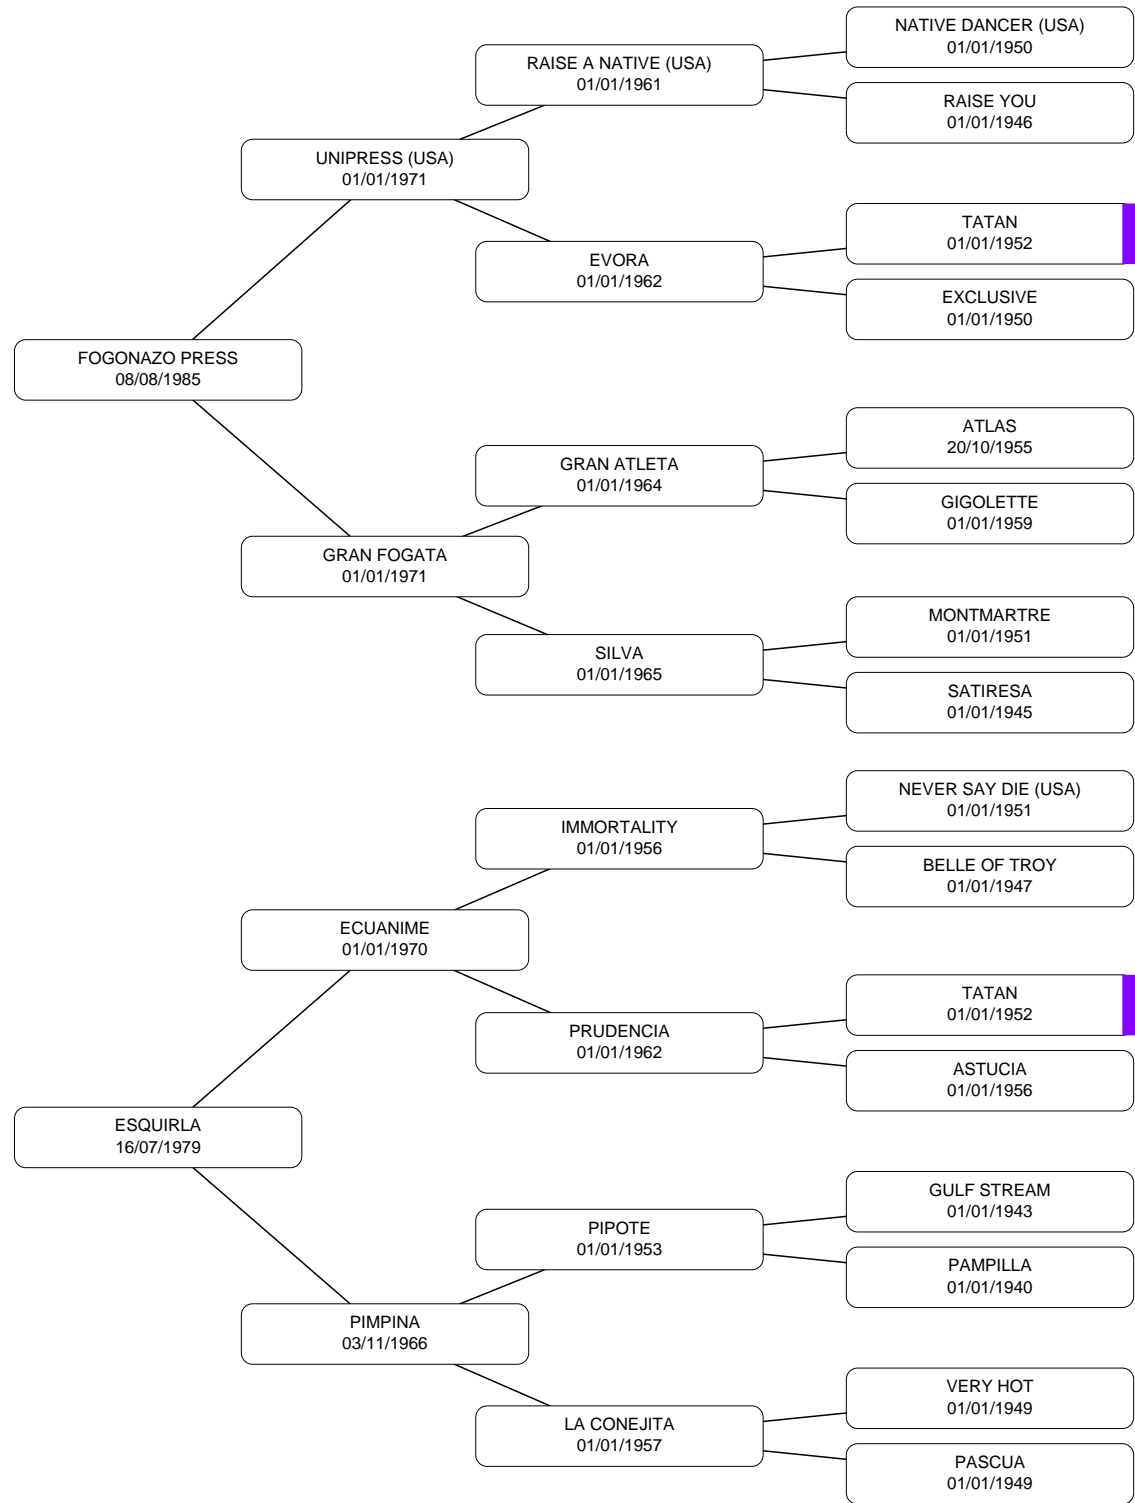 NATIVE DANCER (USA)
01/01/1950
RAISE A NATIVE (USA)
01/01/1961
RAISE YOU
01/01/1946
UNIPRESS (USA)
01/01/1971
TATAN
01/01/1952
EVORA
01/01/1962
EXCLUSIVE
01/01/1950
FOGONAZO PRESS
08/08/1985
ATLAS
20/10/1955
GRAN ATLETA
01/01/1964
GIGOLETTE
01/01/1959
GRAN FOGATA
01/01/1971
MONTMARTRE
01/01/1951
SILVA
01/01/1965
SATIRESA
01/01/1945
NEVER SAY DIE (USA)
01/01/1951
IMMORTALITY
01/01/1956
BELLE OF TROY
01/01/1947
ECUANIME
01/01/1970
TATAN
01/01/1952
PRUDENCIA
01/01/1962
ASTUCIA
01/01/1956
ESQUIRLA
16/07/1979
GULF STREAM
01/01/1943
PIPOTE
01/01/1953
PAMPILLA
01/01/1940
PIMPINA
03/11/1966
VERY HOT
01/01/1949
LA CONEJITA
01/01/1957
PASCUA
01/01/1949